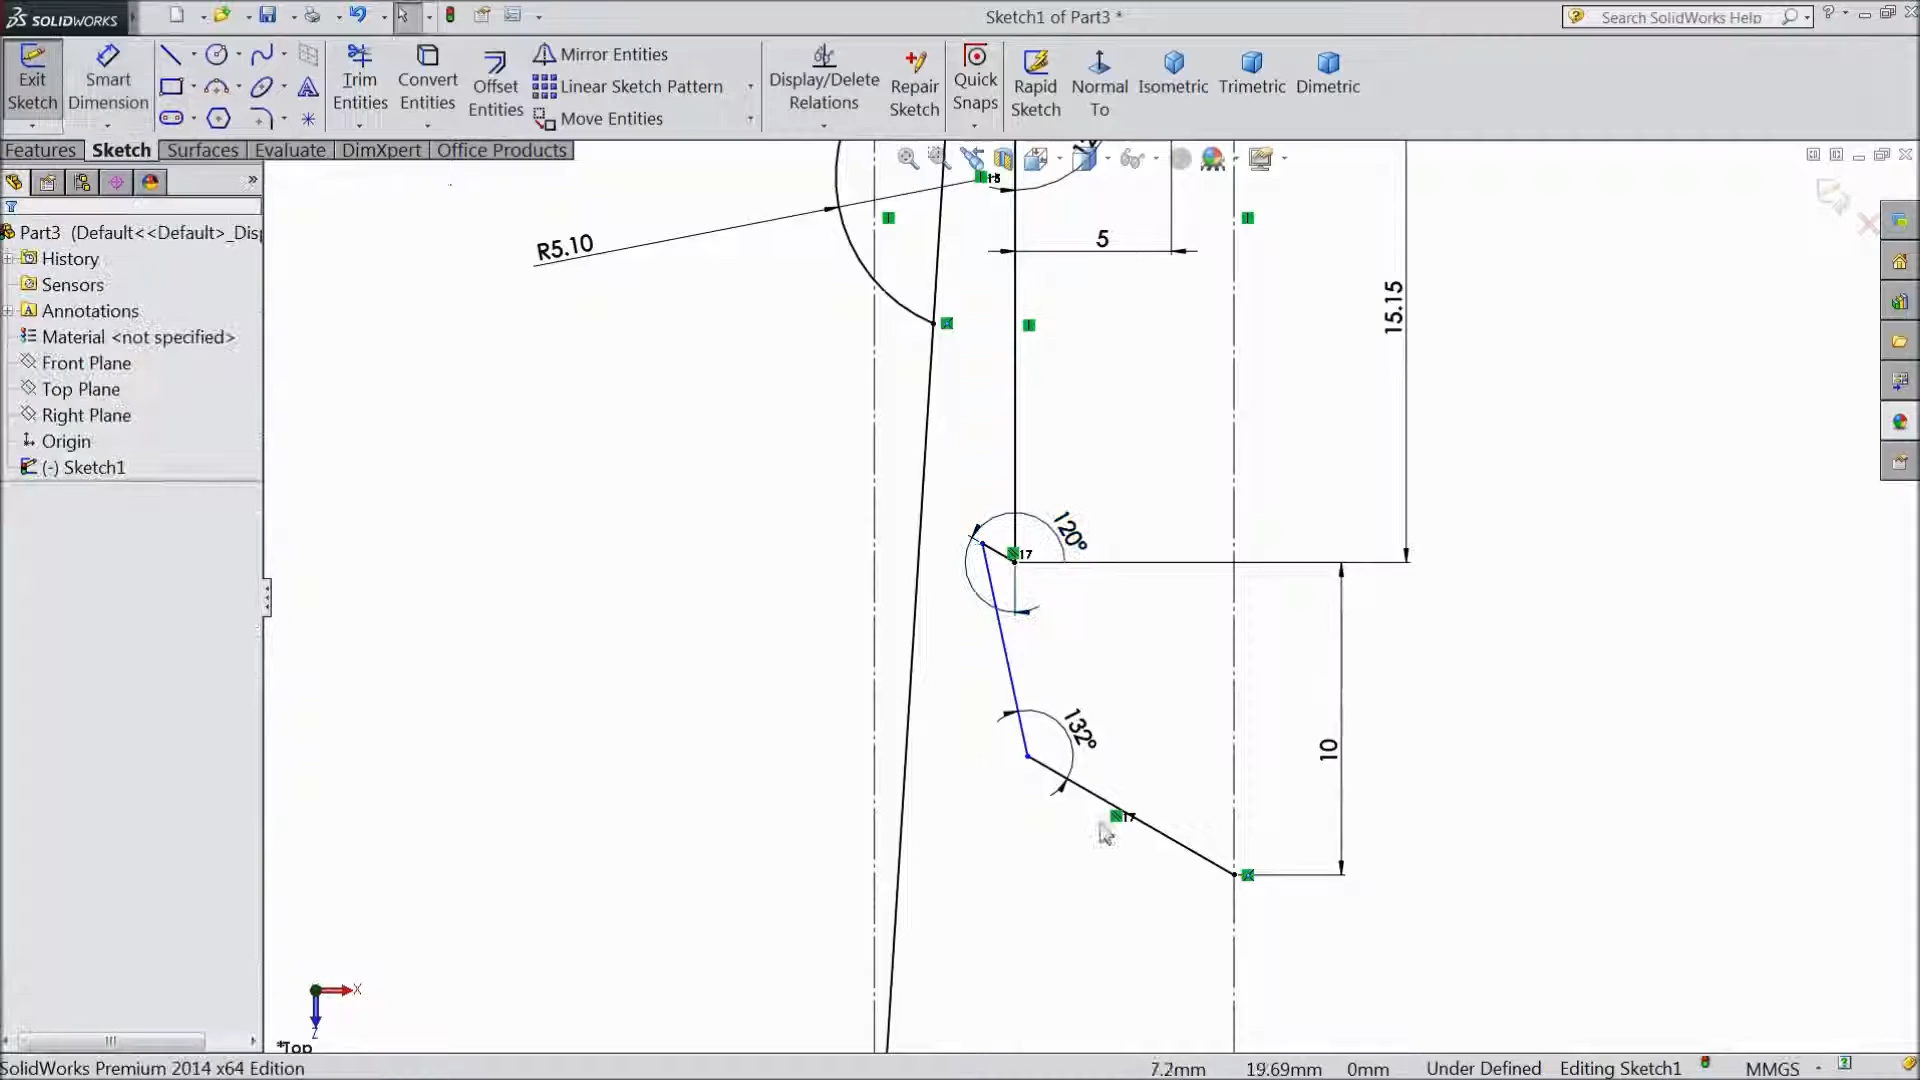 SOLIDWORKS
Sketch1 of Part3 *
Search SolidWorks Help
Exit Sketch
Smart Dimension
Trim Entities
Convert Entities
Offset Entities
Mirror Entities
Linear Sketch Pattern
Move Entities
Display/Delete Relations
Repair Sketch
Quick Snaps
Rapid Sketch
Normal To
Isometric
Trimetric
Dimetric
Features
Sketch
Surfaces
Evaluate
DimXpert
Office Products
Part3 (Default<<Default>_Disp
History
Sensors
Annotations
Material <not specified>
Front Plane
Top Plane
Right Plane
Origin
(-) Sketch1
R5.10
5
15.15
120°
17
132°
10
17
X
Z
*Top
SolidWorks Premium 2014 x64 Edition
7.2mm
19.69mm
0mm
Under Defined
Editing Sketch1
MMGS